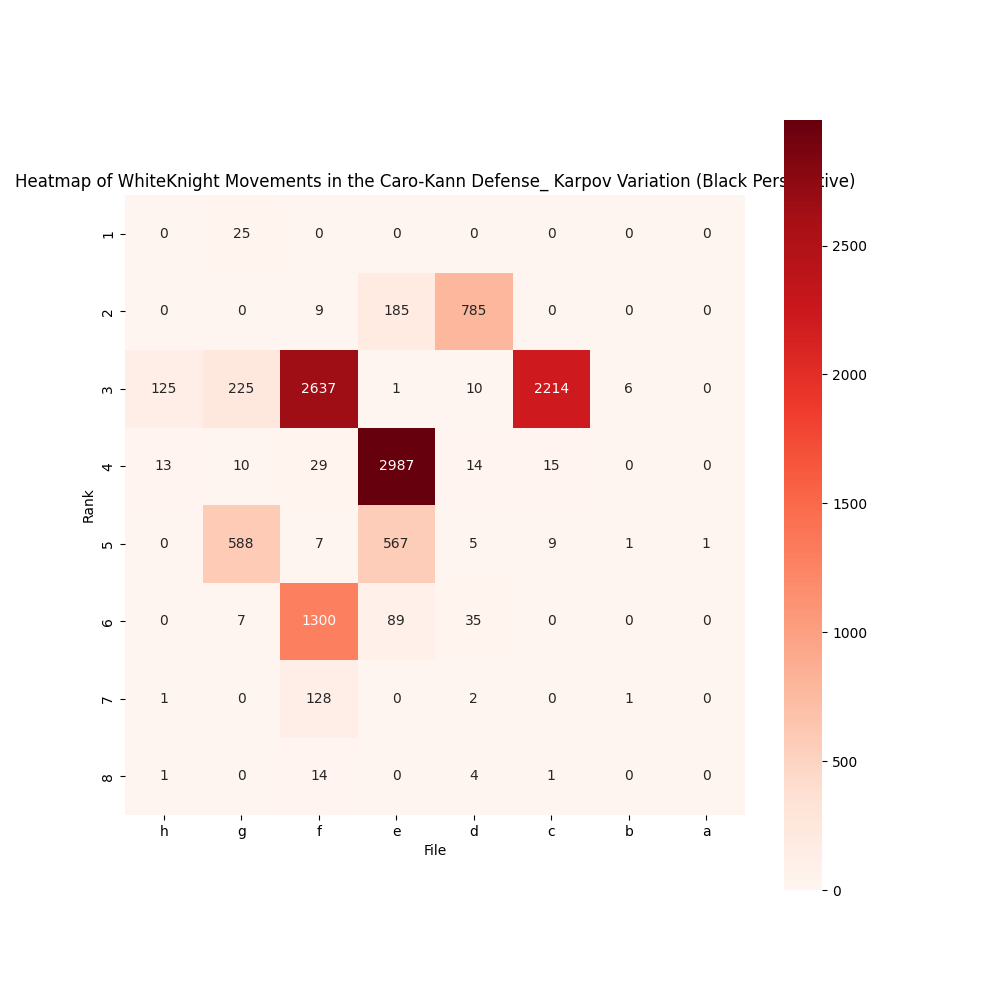 Heatmap of WhiteKnight Movements in the Caro-Kann Defense_ Karpov Variation (Black Pers tive)
1 0 25 0 0 0 0 0 0
2 0 0 9 185 785 0 0 0
3 125 225 2637 1 10 2214 6 0
4 13 10 29 2987 14 15 0 0
5 0 588 7 567 5 9 1 1
6 0 7 1300 89 35 0 0 0
7 1 0 128 0 2 0 1 0
8 1 0 14 0 4 1 0 0
Rank
h g f e d c b a
File
2500
2000
1500
1000
500
0